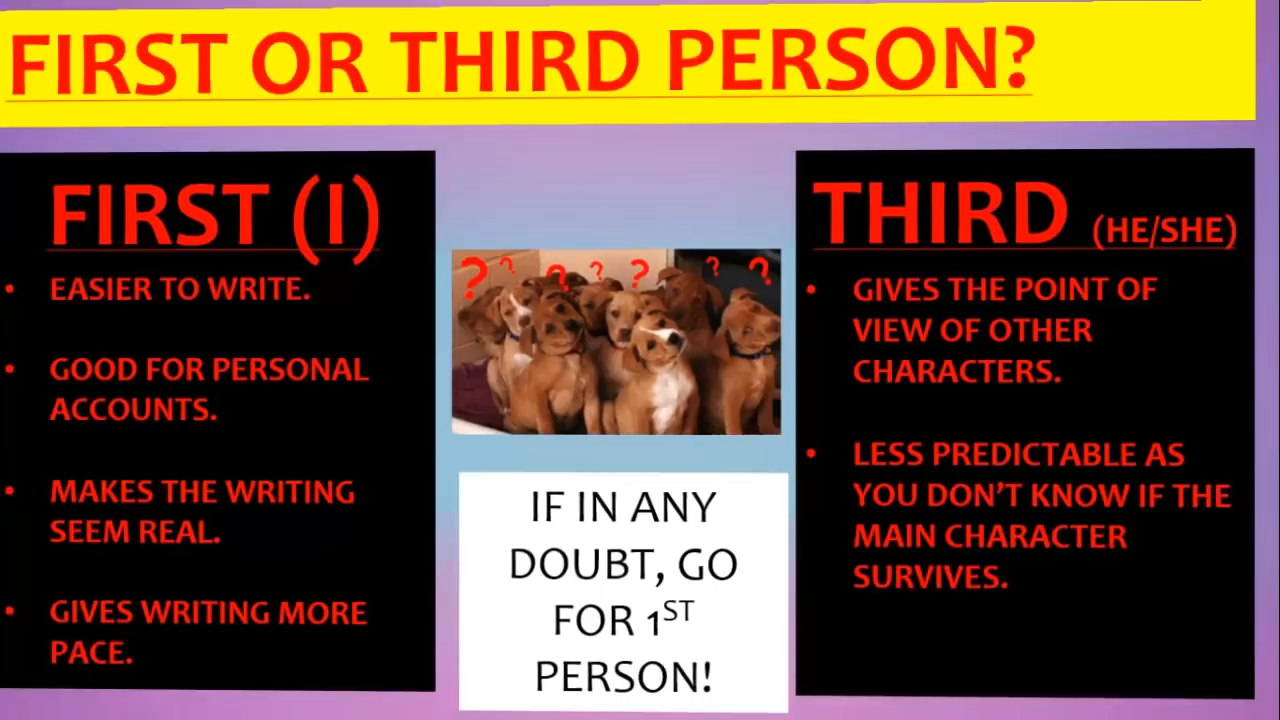 FIRST OR THIRD PERSON?
FIRST (I)
• EASIER TO WRITE.
• GOOD FOR PERSONAL
ACCOUNTS.
• MAKES THE WRITING
SEEM REAL.
• GIVES WRITING MORE
PACE.
? ? ? ? ? ? ?
IF IN ANY
DOUBT, GO
FOR 1ST
PERSON!
THIRD (HE/SHE)
• GIVES THE POINT OF
VIEW OF OTHER
CHARACTERS.
• LESS PREDICTABLE AS
YOU DON’T KNOW IF THE
MAIN CHARACTER
SURVIVES.